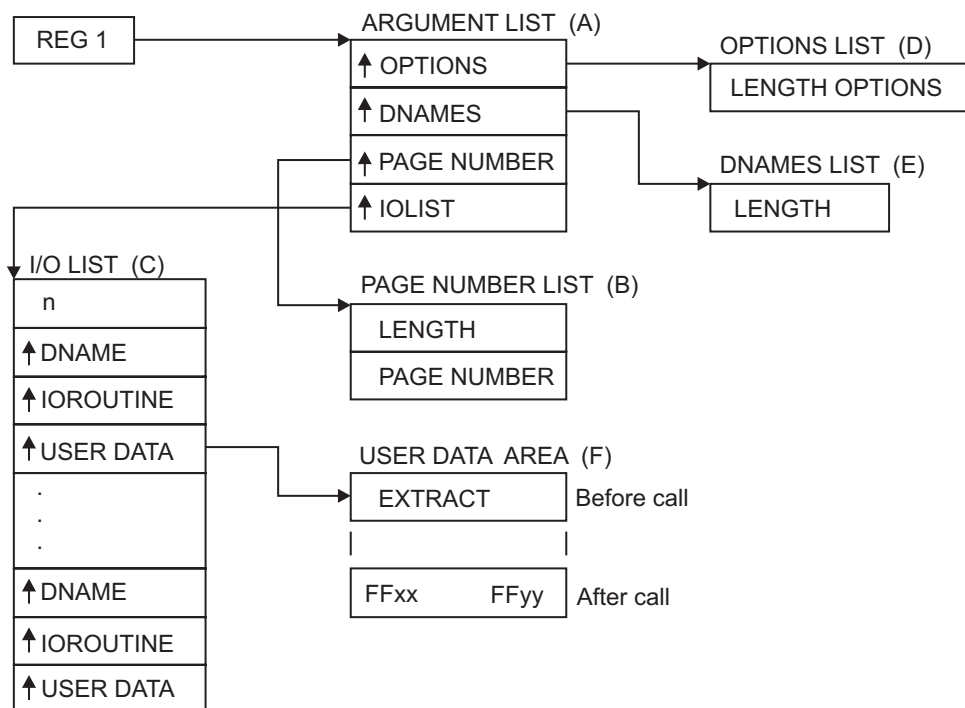 REG 1
ARGUMENT LIST (A)
OPTIONS
DNAMES
PAGE NUMBER
IOLIST
OPTIONS LIST (D)
LENGTH OPTIONS
DNAMES LIST (E)
LENGTH
I/O LIST (C)
n
DNAME
IOROUTINE
USER DATA
.
.
.
DNAME
IOROUTINE
USER DATA
PAGE NUMBER LIST (B)
LENGTH
PAGE NUMBER
USER DATA AREA (F)
EXTRACT Before call
FFxx FFyy After call